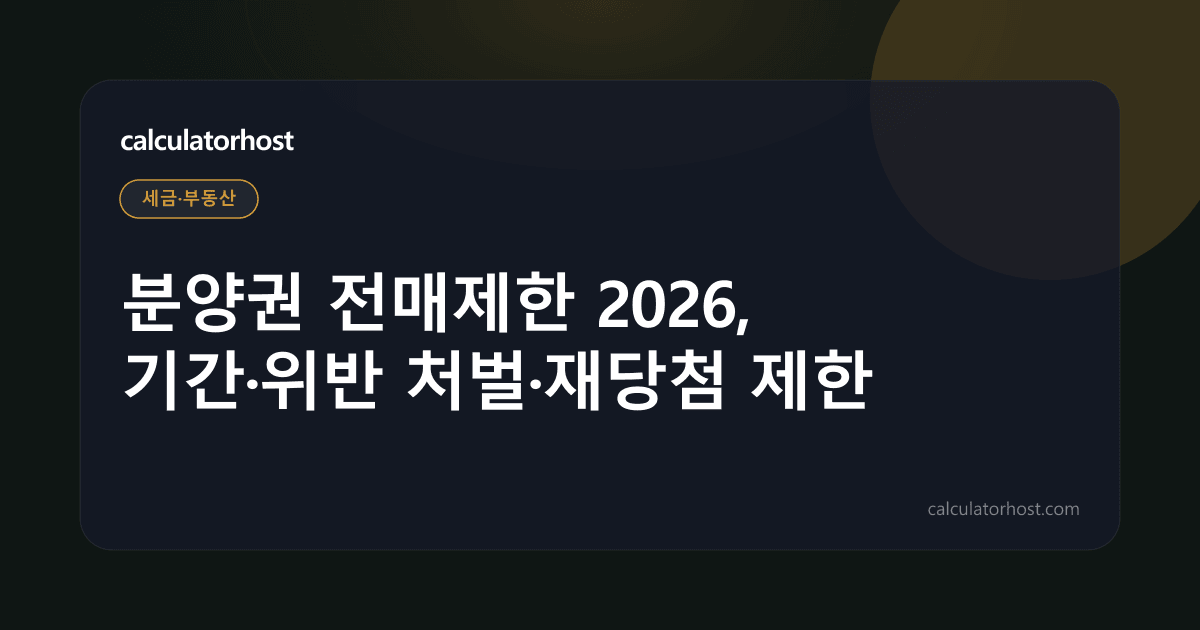 calculatorhost
세금·부동산
분양권 전매제한 2026,
기간·위반 처벌·재당첨 제한
calculatorhost.com